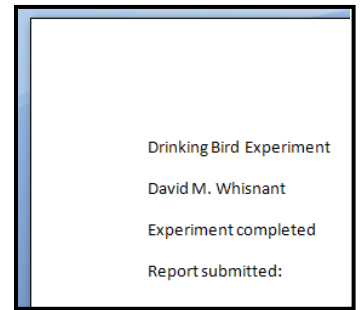 Drinking Bird Experiment
David M. Whisnant
Experiment completed
Report submitted: